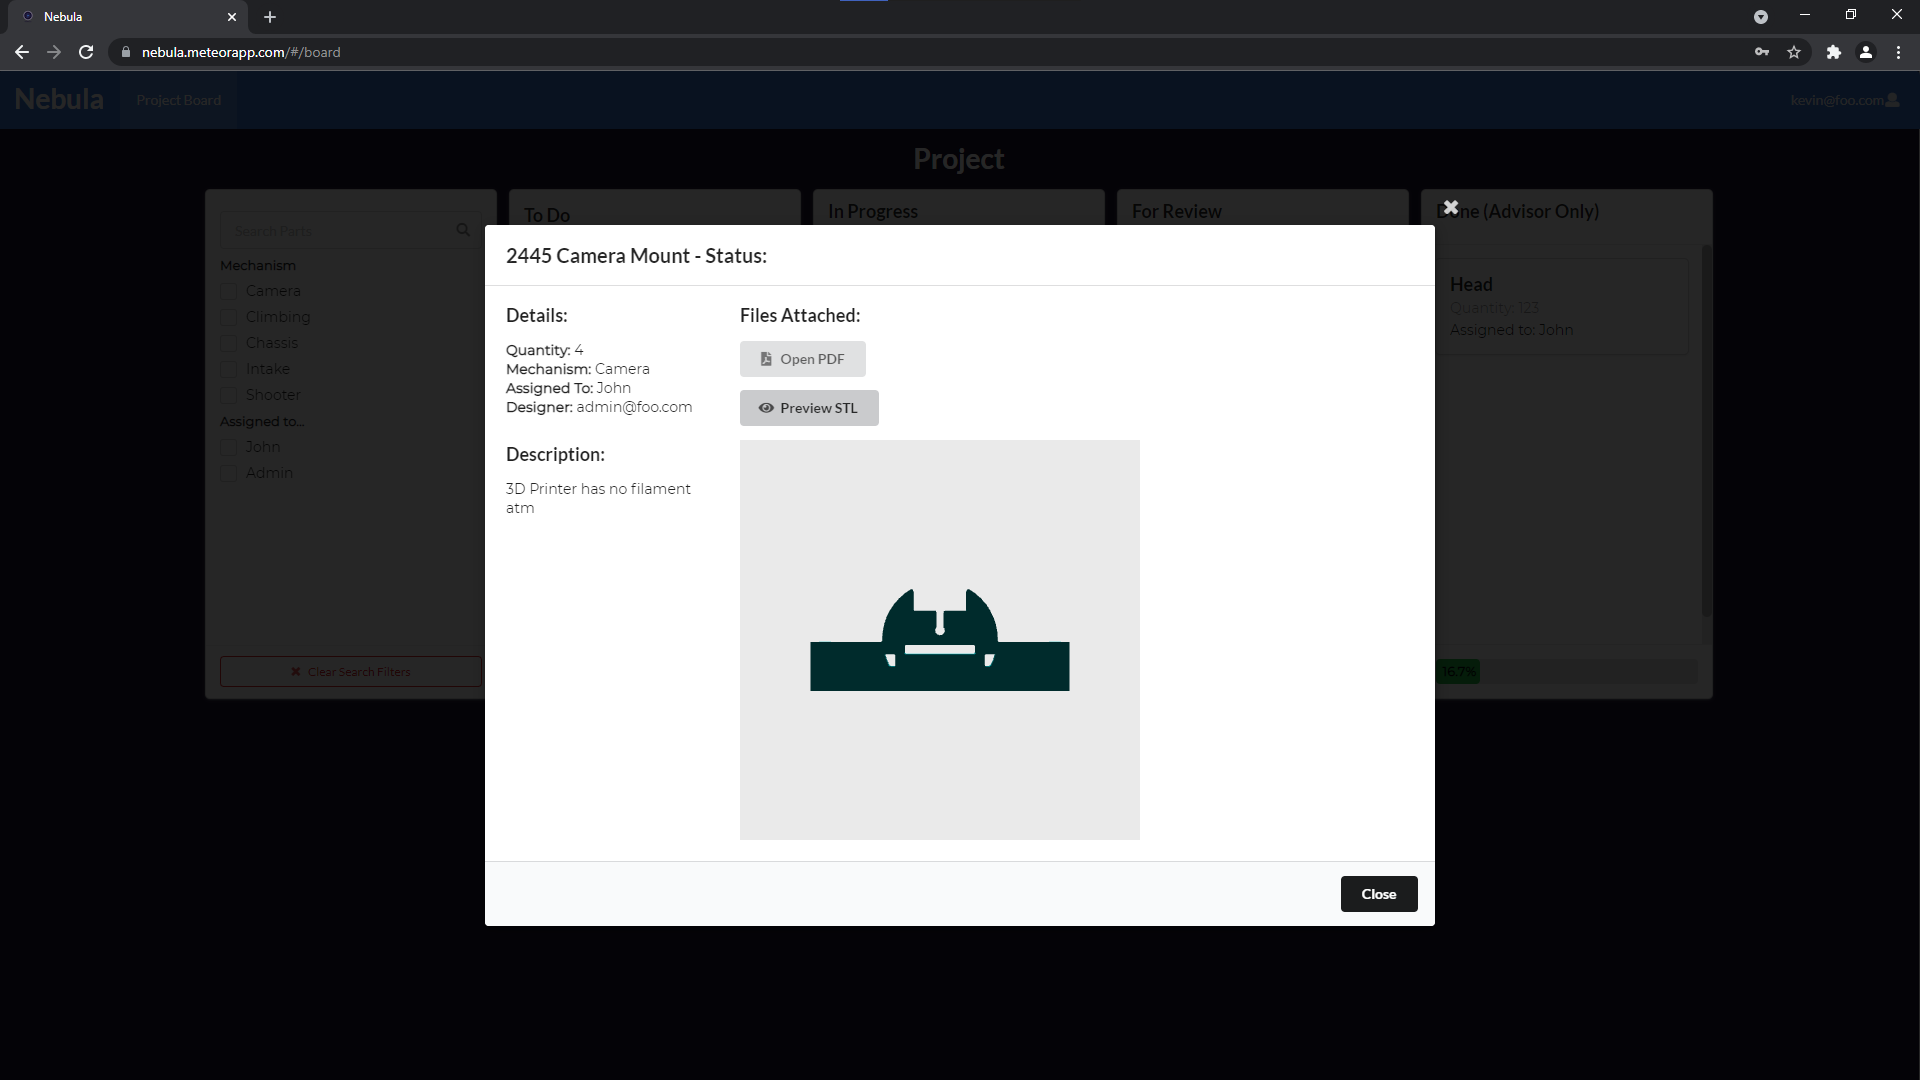 Nebula
nebula.meteorapp.com/#/board
Nebula
Project Board
kevin@foo.com
Project
Search Parts
Mechanism
Camera
Climbing
Chassis
Intake
Shooter
Assigned to...
John
Admin
Clear Search Filters
To Do
In Progress
For Review
Done (Advisor Only)
Head
Quantity: 123
Assigned to: John
16.7%
2445 Camera Mount - Status:
Details:
Quantity: 4
Mechanism: Camera
Assigned To: John
Designer: admin@foo.com
Description:
3D Printer has no filament
atm
Files Attached:
Open PDF
Preview STL
Close